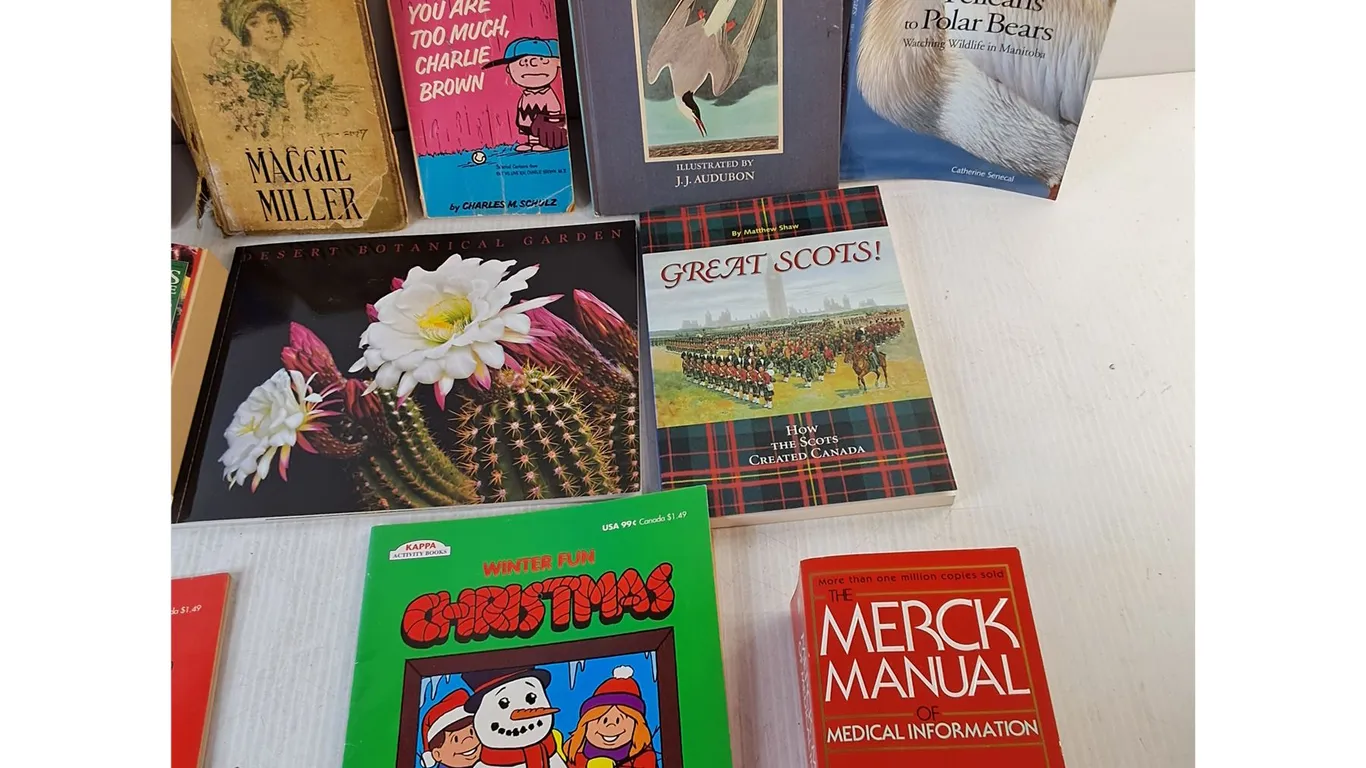 MAGGIE
MILLER
YOU ARE
TOO MUCH,
CHARLIE
BROWN
by CHARLES M. SCHULZ
ILLUSTRATED BY
J.J. AUDUBON
Pelicans
to Polar Bears
Watching Wildlife in Manitoba
Catherine Senecal
DESERT BOTANICAL GARDEN
By Matthew Shaw
GREAT SCOTS!
HOW
THE SCOTS
CREATED CANADA
KAPPA
ACTIVITY BOOKS
USA 99¢ Canada $1.49
WINTER FUN
CHRISTMAS
$1.49
More than one million copies sold
THE
MERCK
MANUAL
OF
MEDICAL INFORMATION